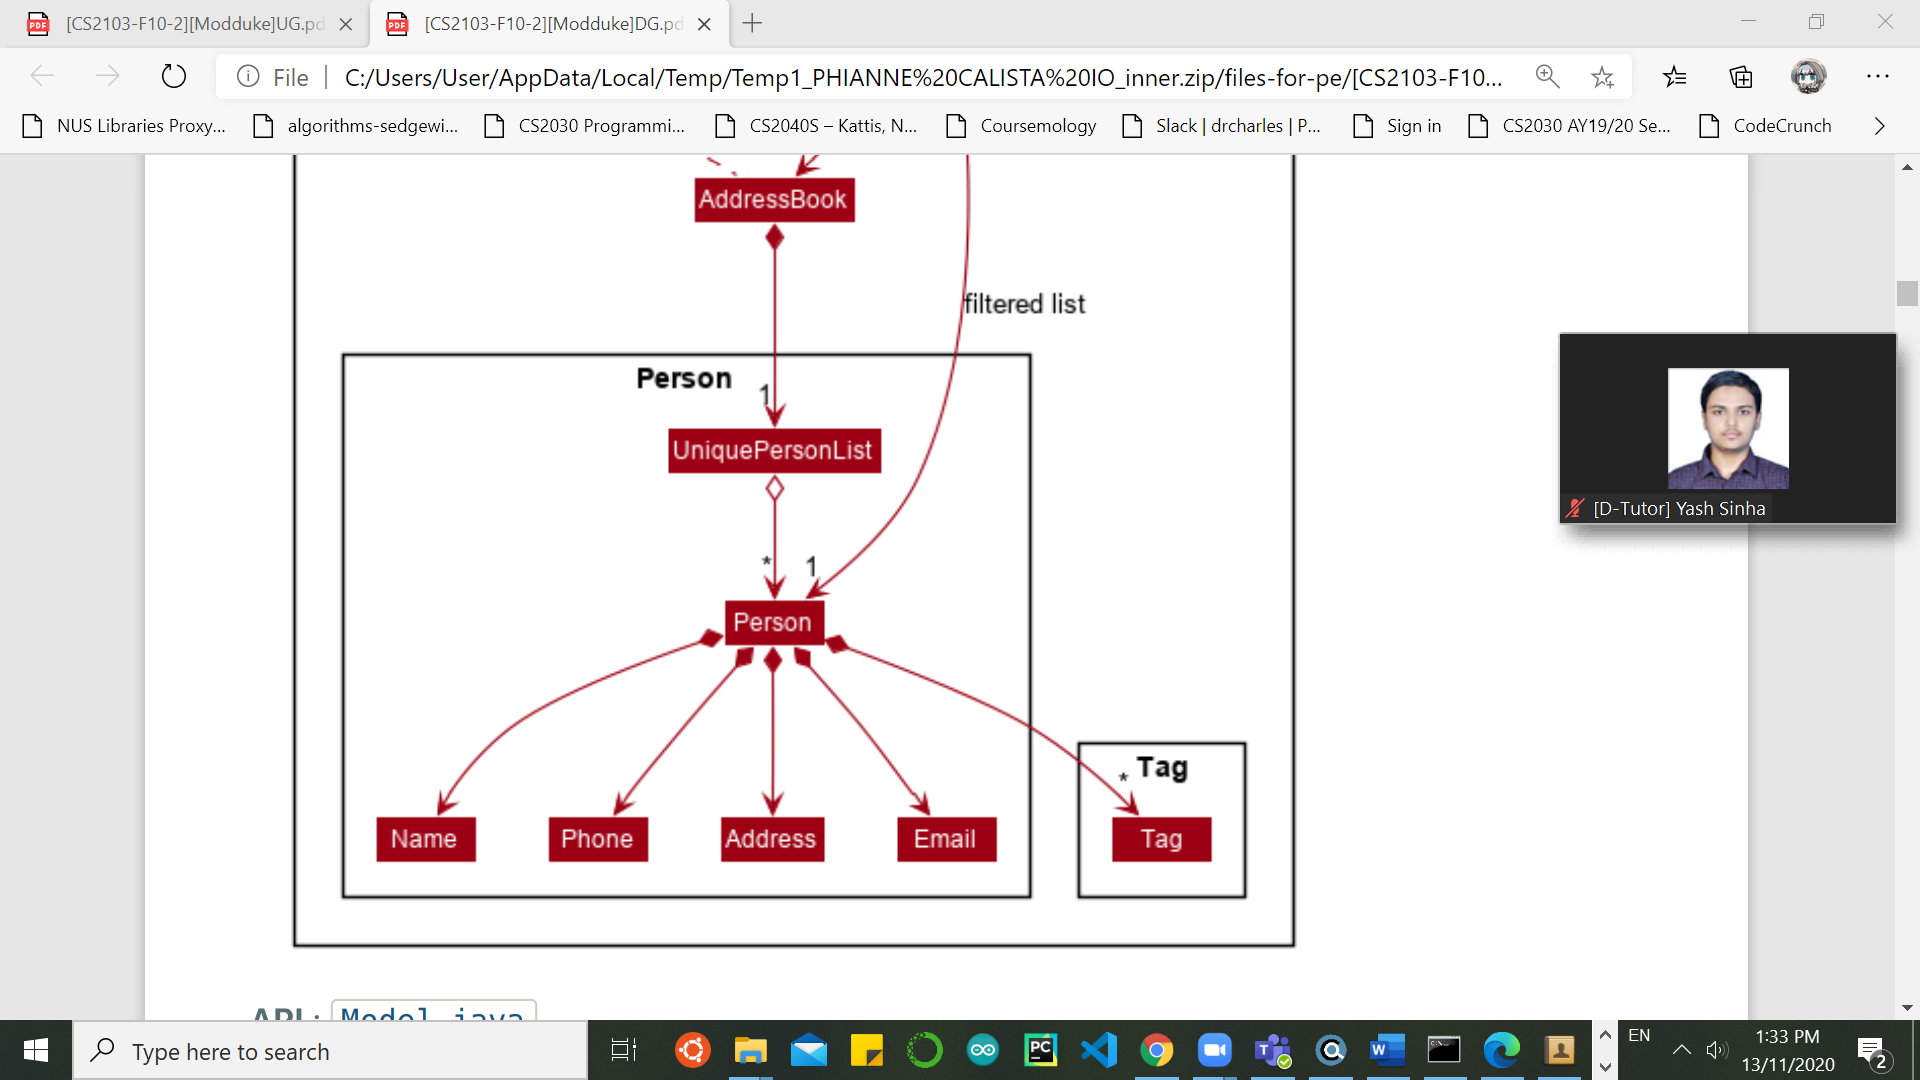 [CS2103-F10-2][Modduke]UG.pd
[CS2103-F10-2][Modduke]DG.pd
File
C:/Users/User/AppData/Local/Temp/Temp1_PHIANNE%20CALISTA%20IO_inner.zip/files-for-pe/[CS2103-F10...
NUS Libraries Proxy...
algorithms-sedgewi...
CS2030 Programmi...
CS2040S – Kattis, N...
Coursemology
Slack | drcharles | P...
Sign in
CS2030 AY19/20 Se...
CodeCrunch
AddressBook
filtered list
Person
1
UniquePersonList
* 1
Person
* Tag
Name Phone Address Email Tag
[D-Tutor] Yash Sinha
API: Model.java
Type here to search
EN
1:33 PM
13/11/2020
2